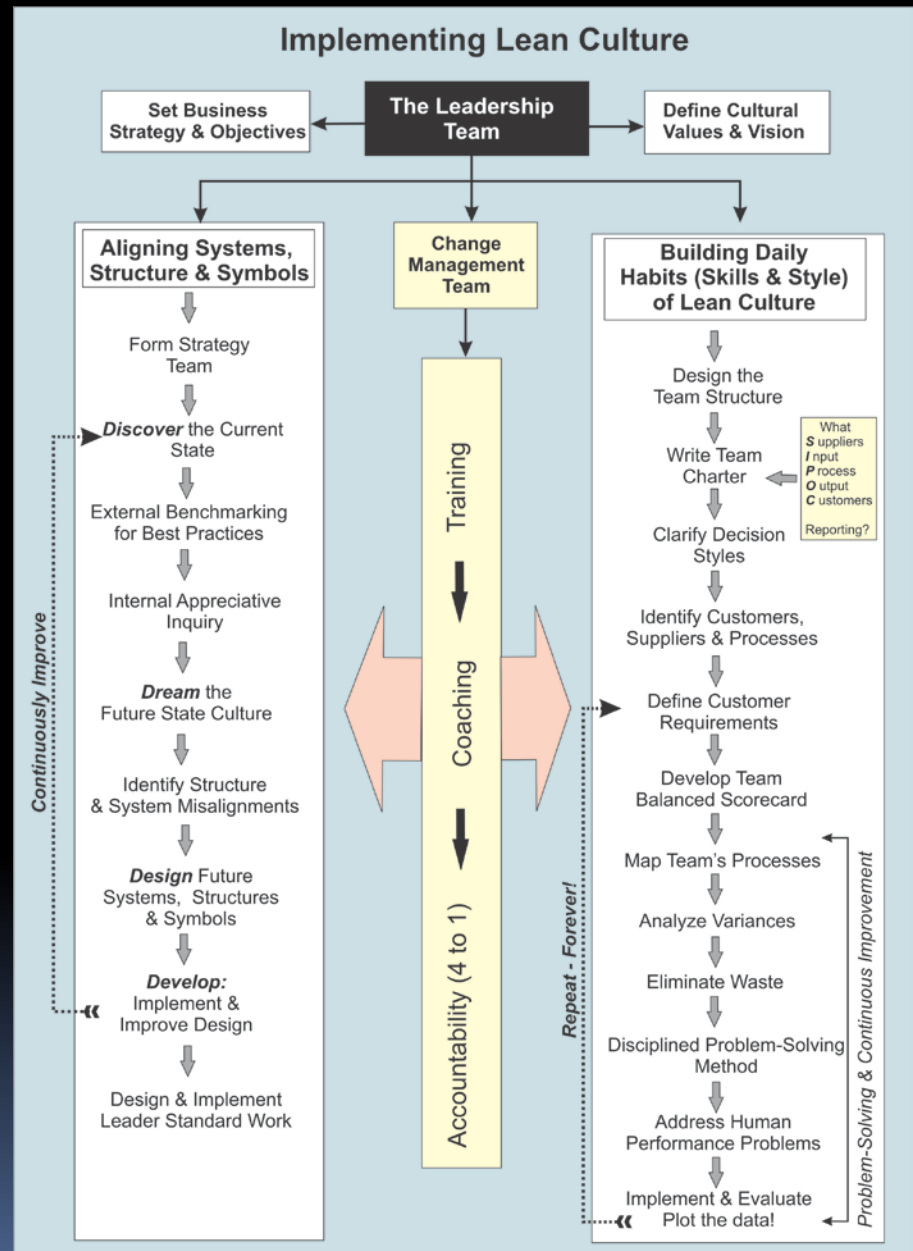 Implementing Lean Culture
Set Business
Strategy & Objectives
The Leadership
Team
Define Cultural
Values & Vision
Aligning Systems,
Structure & Symbols
Form Strategy
Team
Discover the Current
State
External Benchmarking
for Best Practices
Internal Appreciative
Inquiry
Dream the
Future State Culture
Identify Structure
& System Misalignments
Design Future
Systems, Structures
& Symbols
Develop:
Implement &
Improve Design
Design & Implement
Leader Standard Work
Continuously Improve
Change
Management
Team
Training
Coaching
Accountability (4 to 1)
Building Daily
Habits (Skills & Style)
of Lean Culture
Design the
Team Structure
Write Team
Charter
What
S uppliers
I nput
P rocess
O utput
C ustomers
Reporting?
Clarify Decision
Styles
Identify Customers,
Suppliers & Processes
Define Customer
Requirements
Develop Team
Balanced Scorecard
Map Team's Processes
Analyze Variances
Eliminate Waste
Disciplined Problem-Solving
Method
Address Human
Performance Problems
Implement & Evaluate
Plot the data!
Repeat - Forever!
Problem-Solving & Continuous Improvement